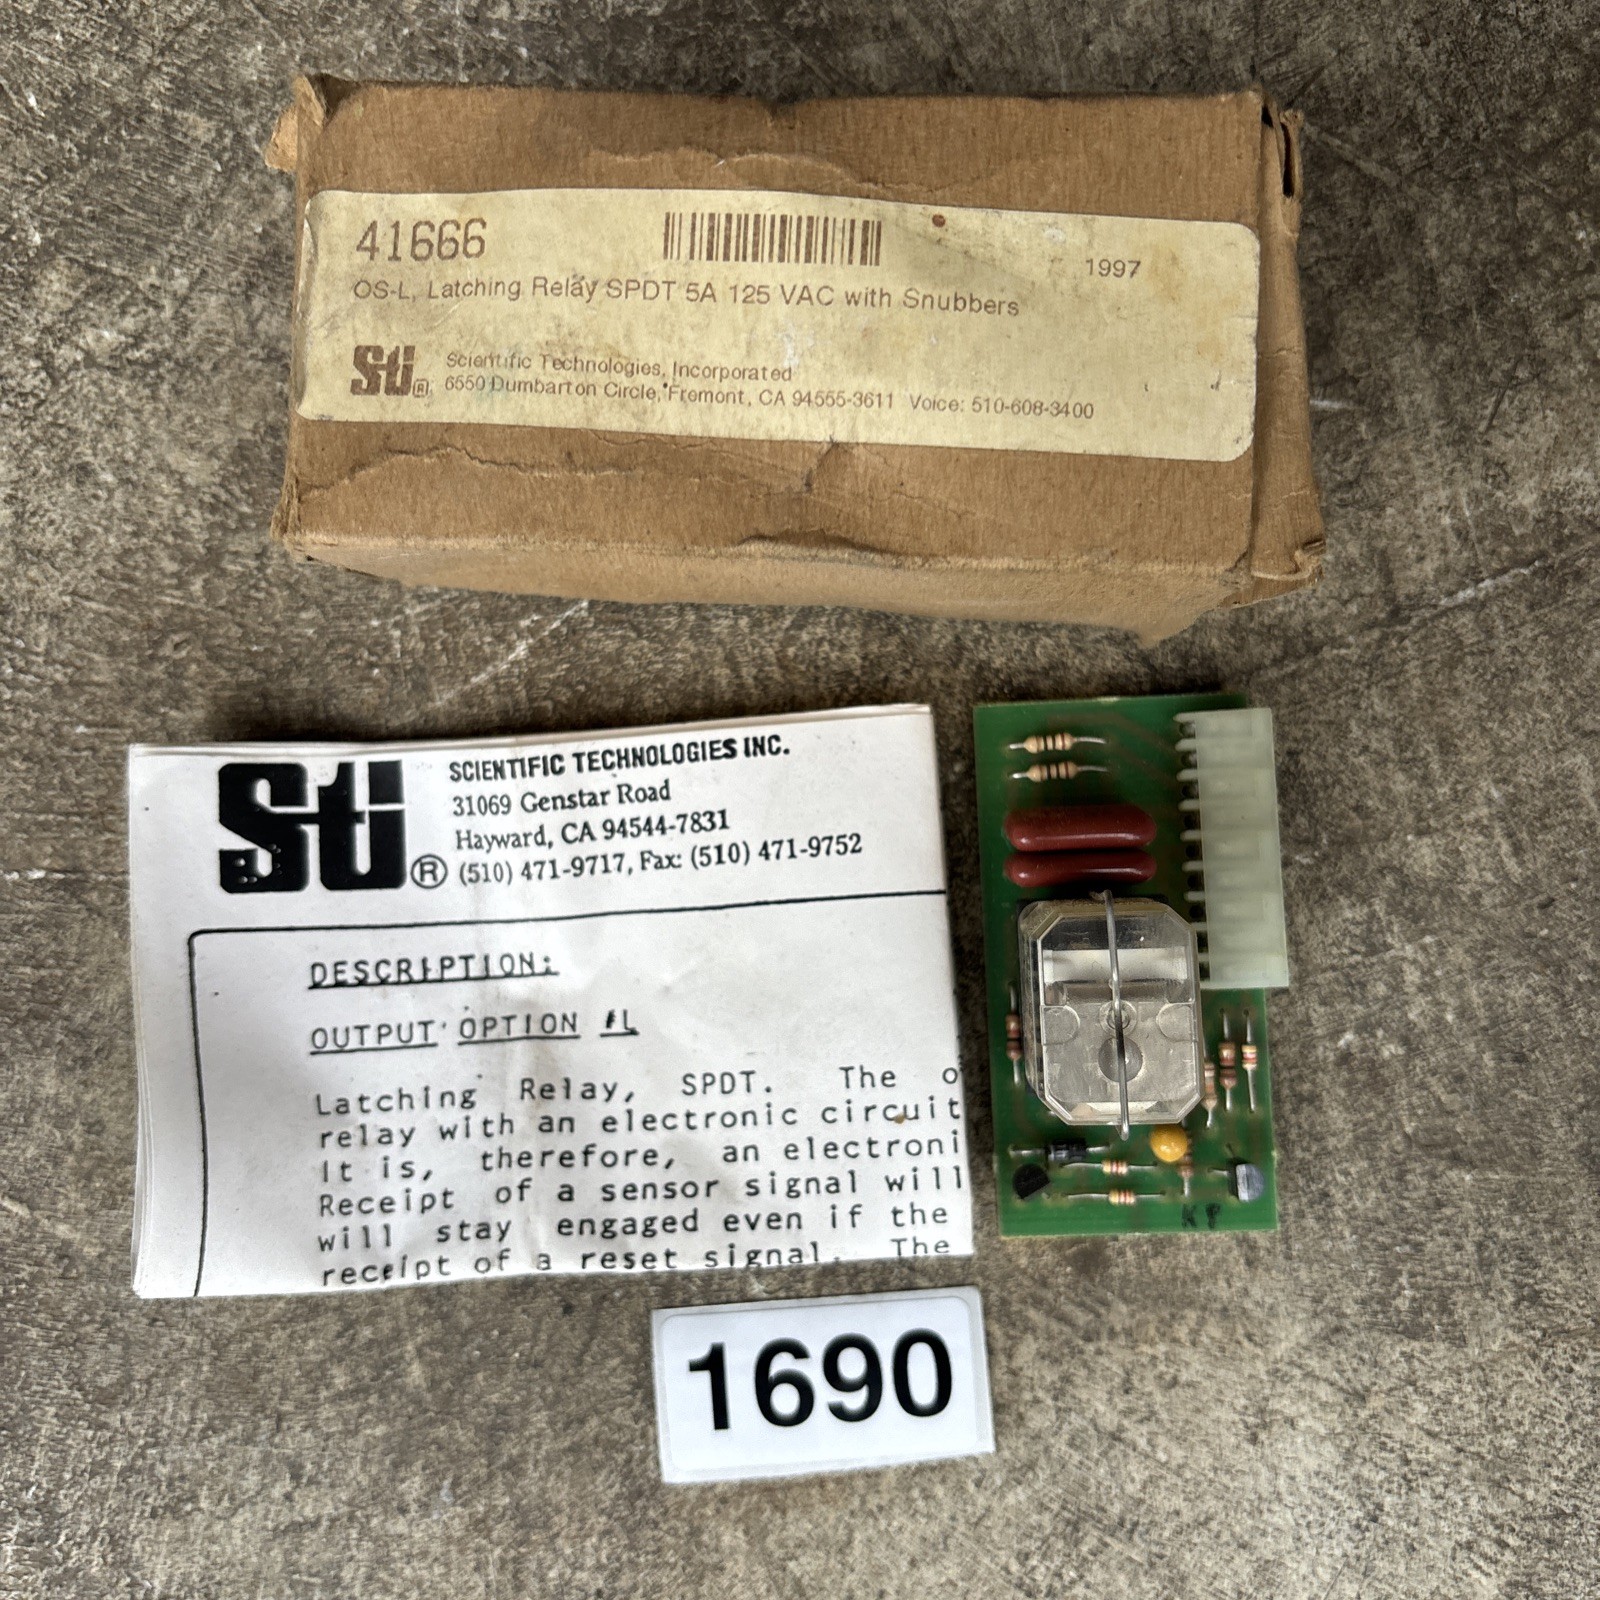 41666
1997
OS-L, Latching Relay SPDT 5A 125 VAC with Snubbers
Sti ® Scientific Technologies, Incorporated
6550 Dumbarton Circle, Fremont, CA 94555-3611 Voice: 510-608-3400
Sti ®
SCIENTIFIC TECHNOLOGIES INC.
31069 Genstar Road
Hayward, CA 94544-7831
(510) 471-9717, Fax: (510) 471-9752
DESCRIPTION:
OUTPUT OPTION #L
Latching Relay, SPDT. The o
relay with an electronic circuit
It is, therefore, an electroni
Receipt of a sensor signal will
will stay engaged even if the
receipt of a reset signal. The
KP
1690